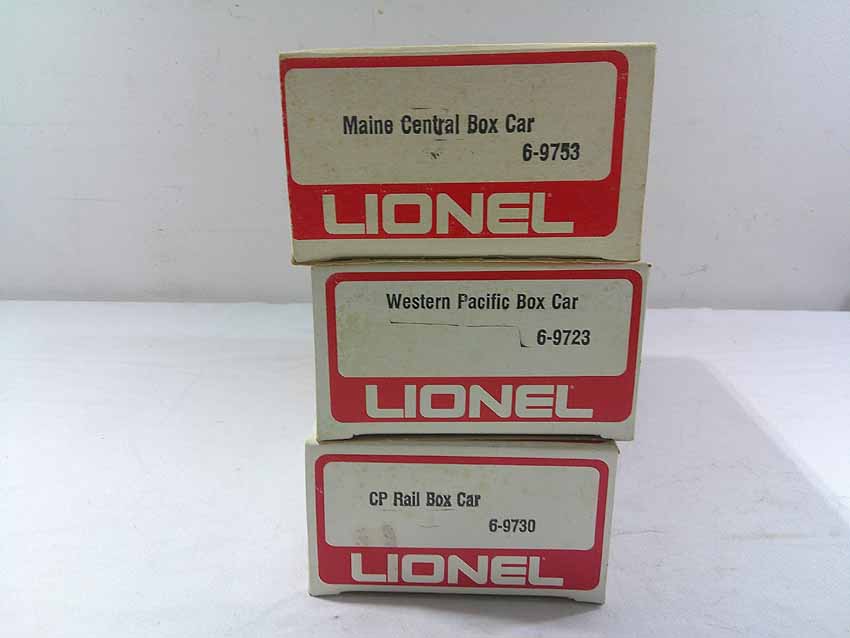 Maine Central Box Car
6-9753
LIONEL
Western Pacific Box Car
6-9723
LIONEL
CP Rail Box Car
6-9730
LIONEL